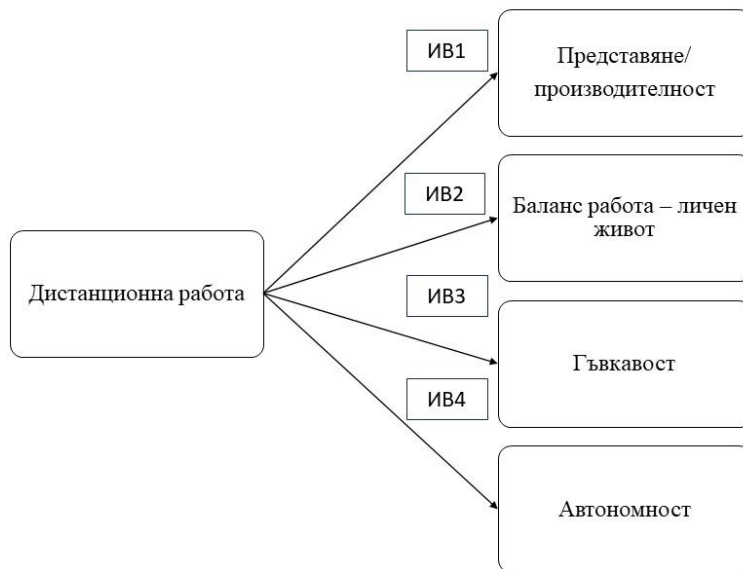 ИВ1
Представяне/
производителност
ИВ2
Баланс работа – личен
живот
Дистанционна работа
ИВ3
Гъвкавост
ИВ4
Автономност